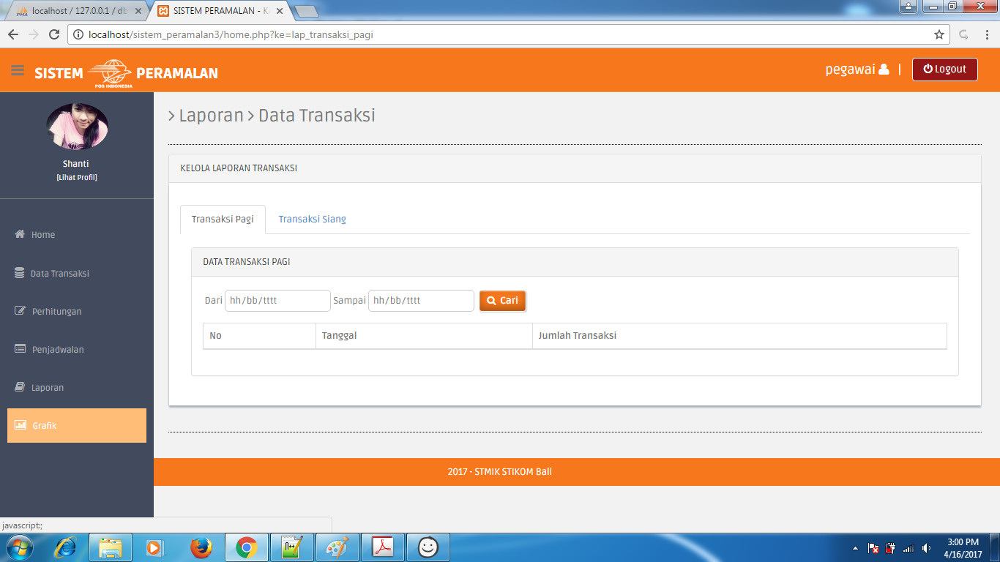 localhost / 127.0.0.1 / db
SISTEM PERAMALAN - K
localhost/sistem_peramalan3/home.php?ke=lap_transaksi_pagi
SISTEM POS INDONESIA PERAMALAN
pegawai | Logout
Shanti
[Lihat Profil]
Home
Data Transaksi
Perhitungan
Penjadwalan
Laporan
Grafik
> Laporan > Data Transaksi
KELOLA LAPORAN TRANSAKSI
Transaksi Pagi Transaksi Siang
DATA TRANSAKSI PAGI
Dari hh/bb/tttt Sampai hh/bb/tttt Cari
No Tanggal Jumlah Transaksi
2017 - STMIK STIKOM Bali
javascript:;
3:00 PM
4/16/2017